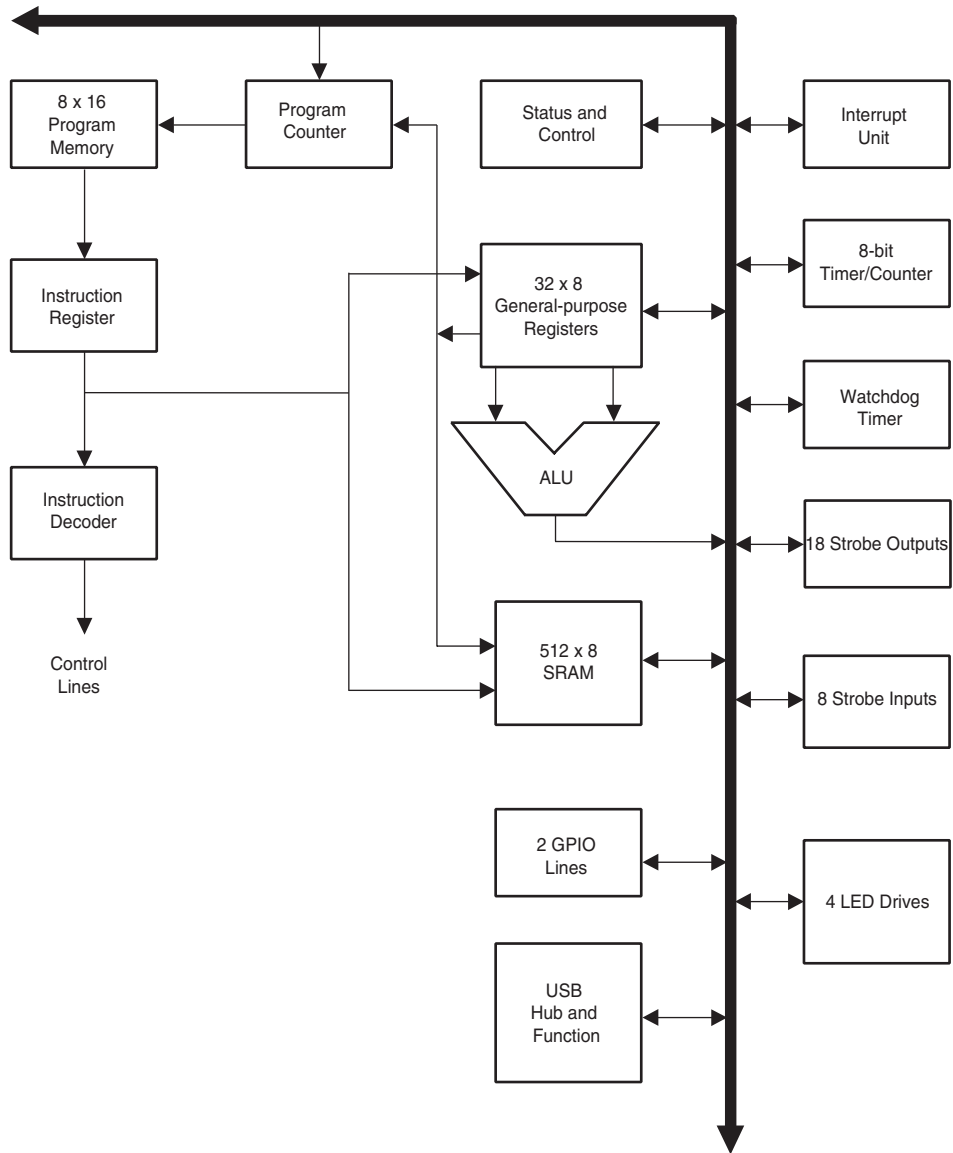 8 x 16
Program
Memory
Program
Counter
Status and
Control
Interrupt
Unit
8-bit
Timer/Counter
Instruction
Register
32 x 8
General-purpose
Registers
Watchdog
Timer
Instruction
Decoder
ALU
18 Strobe Outputs
Control
Lines
512 x 8
SRAM
8 Strobe Inputs
2 GPIO
Lines
4 LED Drives
USB
Hub and
Function